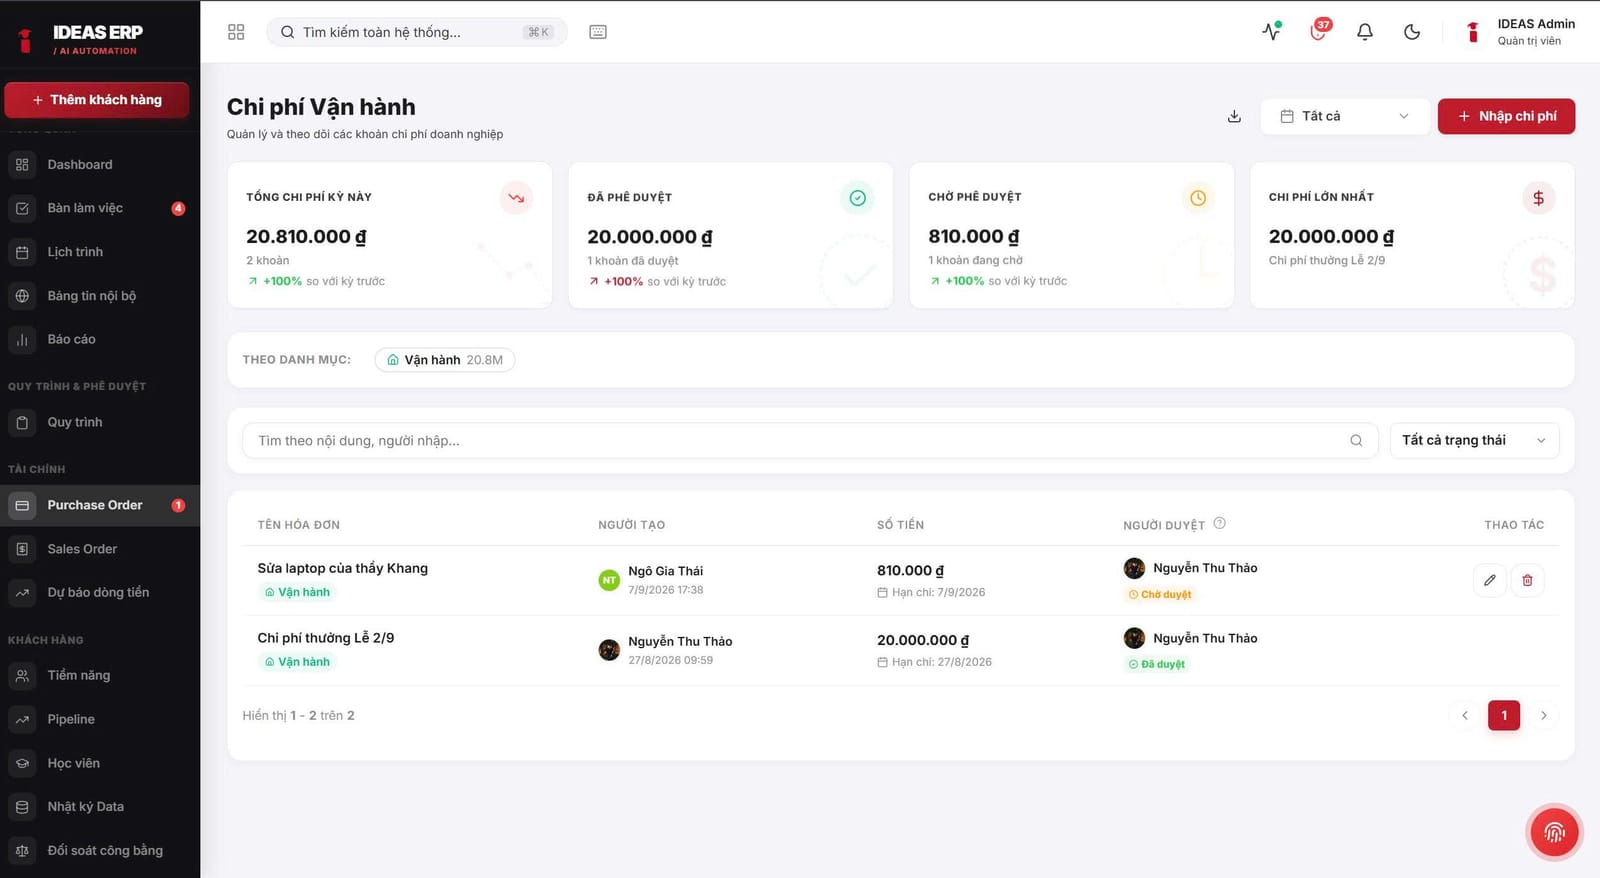 IDEAS ERP
/ AI AUTOMATION
+ Thêm khách hàng
Dashboard
Bàn làm việc 4
Lịch trình
Bảng tin nội bộ
Báo cáo
QUY TRÌNH & PHÊ DUYỆT
Quy trình
TÀI CHÍNH
Purchase Order 1
Sales Order
Dự báo dòng tiền
KHÁCH HÀNG
Tiềm năng
Pipeline
Học viên
Nhật ký Data
Đối soát công bằng
Tìm kiếm toàn hệ thống... ⌘K
37
IDEAS Admin
Quản trị viên
Chi phí Vận hành
Quản lý và theo dõi các khoản chi phí doanh nghiệp
Tất cả
+ Nhập chi phí
TỔNG CHI PHÍ KỲ NÀY
20.810.000 ₫
2 khoản
+100% so với kỳ trước
ĐÃ PHÊ DUYỆT
20.000.000 ₫
1 khoản đã duyệt
+100% so với kỳ trước
CHỜ PHÊ DUYỆT
810.000 ₫
1 khoản đang chờ
+100% so với kỳ trước
CHI PHÍ LỚN NHẤT
$
20.000.000 ₫
Chi phí thưởng Lễ 2/9
$
THEO DANH MỤC: Vận hành 20.8M
Tìm theo nội dung, người nhập...
Tất cả trạng thái
TÊN HÓA ĐƠN NGƯỜI TẠO SỐ TIỀN NGƯỜI DUYỆT ? THAO TÁC
Sửa laptop của thầy Khang
Vận hành
NT
Ngô Gia Thái
7/9/2026 17:38
810.000 ₫
Hạn chi: 7/9/2026
Nguyễn Thu Thảo
Chờ duyệt
Chi phí thưởng Lễ 2/9
Vận hành
Nguyễn Thu Thảo
27/8/2026 09:59
20.000.000 ₫
Hạn chi: 27/8/2026
Nguyễn Thu Thảo
Đã duyệt
Hiển thị 1 - 2 trên 2
1